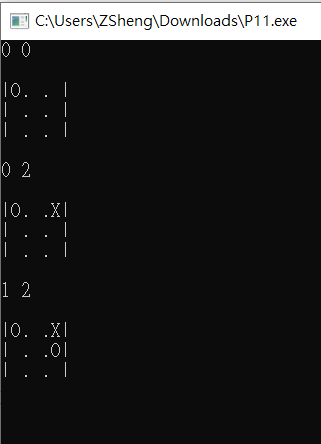 C:\Users\ZSheng\Downloads\P11.exe
0 0
|O. . |
| . . |
| . . |
0 2
|O. .X|
| . . |
| . . |
1 2
|O. .X|
| . .O|
| . . |